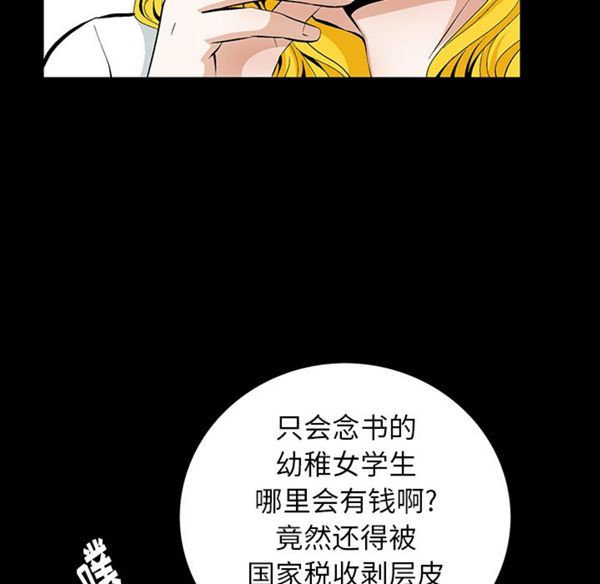 只会念书的
幼稚女学生
哪里会有钱啊?
竟然还得被
国家税收剥层皮